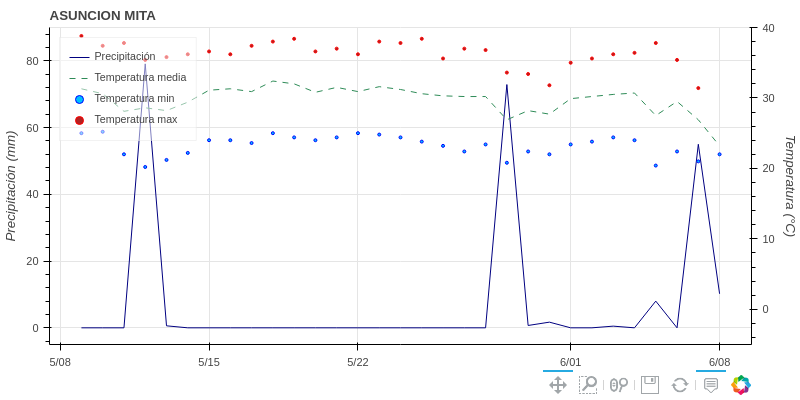 ASUNCION MITA
Precipitación
Temperatura media
Temperatura min
Temperatura max
Precipitación (mm)
80
60
40
20
0
Temperatura (°C)
40
30
20
10
0
5/08
5/15
5/22
6/01
6/08